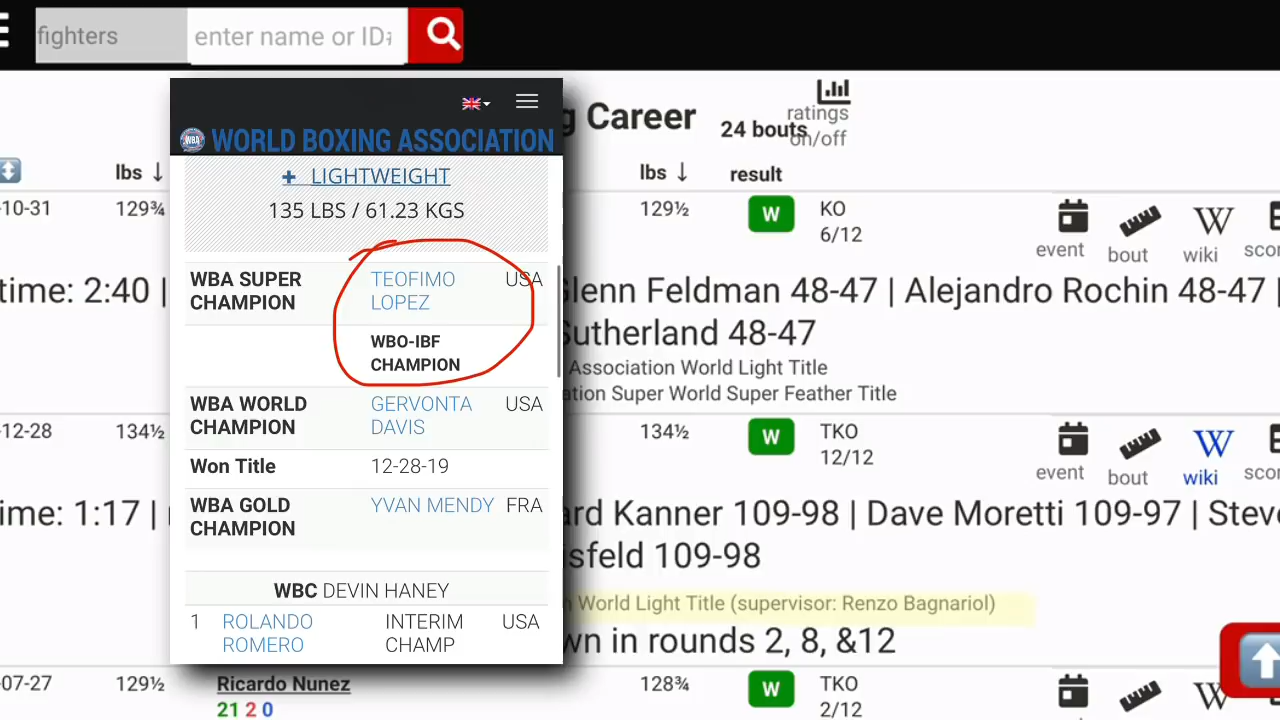 fighters
enter name or ID#
g Career
24 bouts
ratings
on/off
lbs ↓
lbs ↓
result
-10-31
129¾
129½
W
KO
6/12
event
bout
wiki
time: 2:40 |
Glenn Feldman 48-47 | Alejandro Rochin 48-47 |
Sutherland 48-47
Association World Light Title
ation Super World Super Feather Title
-12-28
134½
134½
W
TKO
12/12
event
bout
wiki
ime: 1:17 |
ard Kanner 109-98 | Dave Moretti 109-97 | Steve
isfeld 109-98
n World Light Title (supervisor: Renzo Bagnariol)
wn in rounds 2, 8, &12
-07-27
129½
Ricardo Nunez
21 2 0
128¾
W
TKO
2/12
WBA
WORLD BOXING ASSOCIATION
+ LIGHTWEIGHT
135 LBS / 61.23 KGS
WBA SUPER CHAMPION
TEOFIMO LOPEZ
USA
WBO-IBF CHAMPION
WBA WORLD CHAMPION
GERVONTA DAVIS
USA
Won Title
12-28-19
WBA GOLD CHAMPION
YVAN MENDY
FRA
WBC DEVIN HANEY
1
ROLANDO ROMERO
INTERIM CHAMP
USA